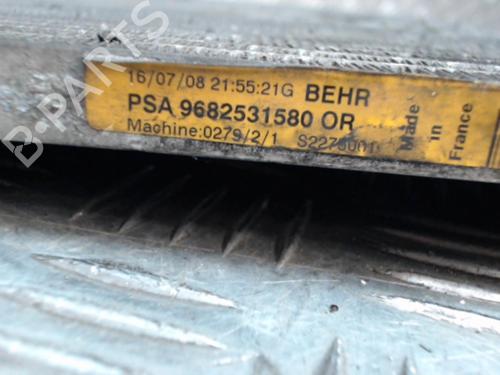 16/07/08 21:55:21G BEHR
PSA 9682531580 OR
Machine:0279/2/1
Made
in
France
B-PARTS